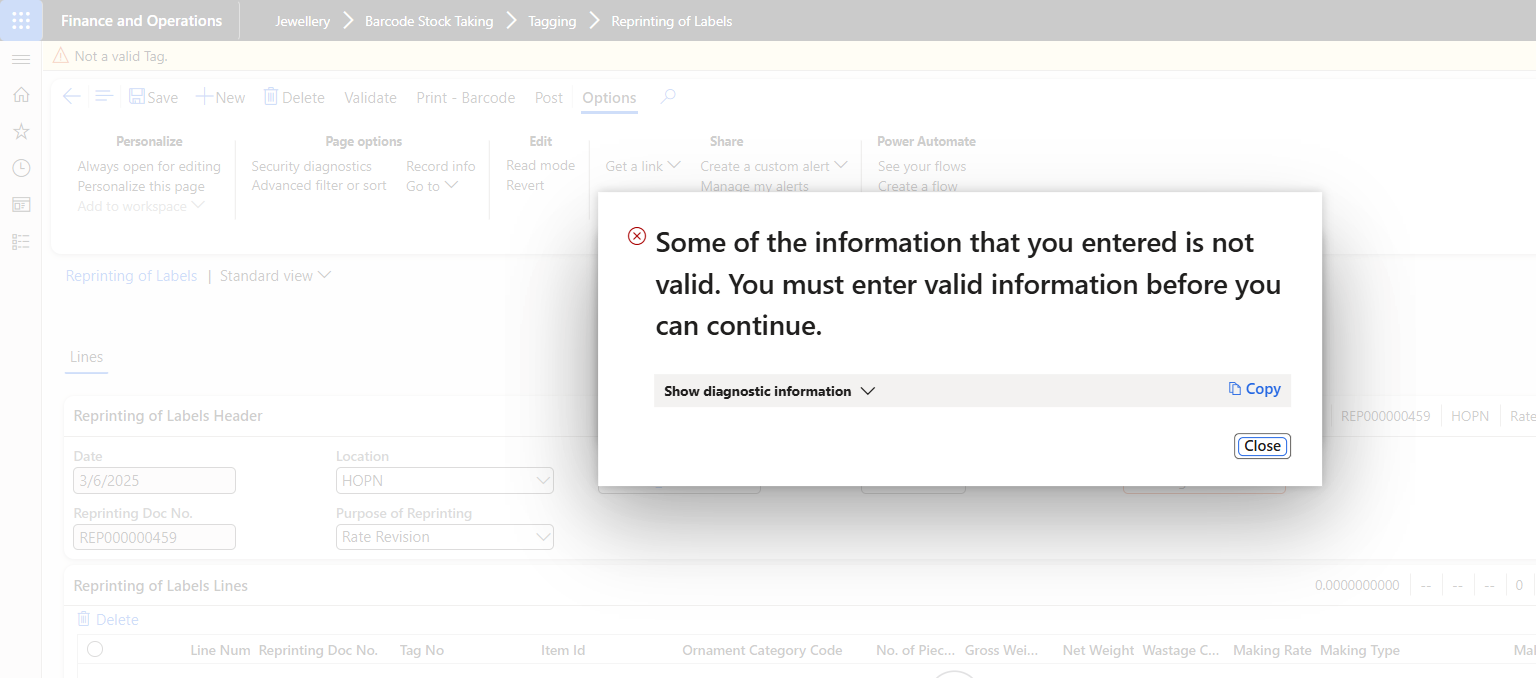 Finance and Operations
Jewellery Barcode Stock Taking Tagging Reprinting of Labels
Not a valid Tag.
Save New Delete Validate Print - Barcode Post Options
Personalize Page options Edit Share Power Automate
Always open for editing Security diagnostics Record info Read mode Get a link Create a custom alert See your flows
Personalize this page Advanced filter or sort Go to Revert Manage my alerts Create a flow
Add to workspace
Some of the information that you entered is not
valid. You must enter valid information before you
can continue.
Show diagnostic information Copy
Close
Reprinting of Labels | Standard view
Lines
Reprinting of Labels Header REP000000459 HOPN Rate
Date Location
3/6/2025 HOPN
Reprinting Doc No. Purpose of Reprinting
REP000000459 Rate Revision
Reprinting of Labels Lines 0.0000000000 -- -- -- 0
Delete
Line Num Reprinting Doc No. Tag No Item Id Ornament Category Code No. of Piec... Gross Wei... Net Weight Wastage C... Making Rate Making Type Mal